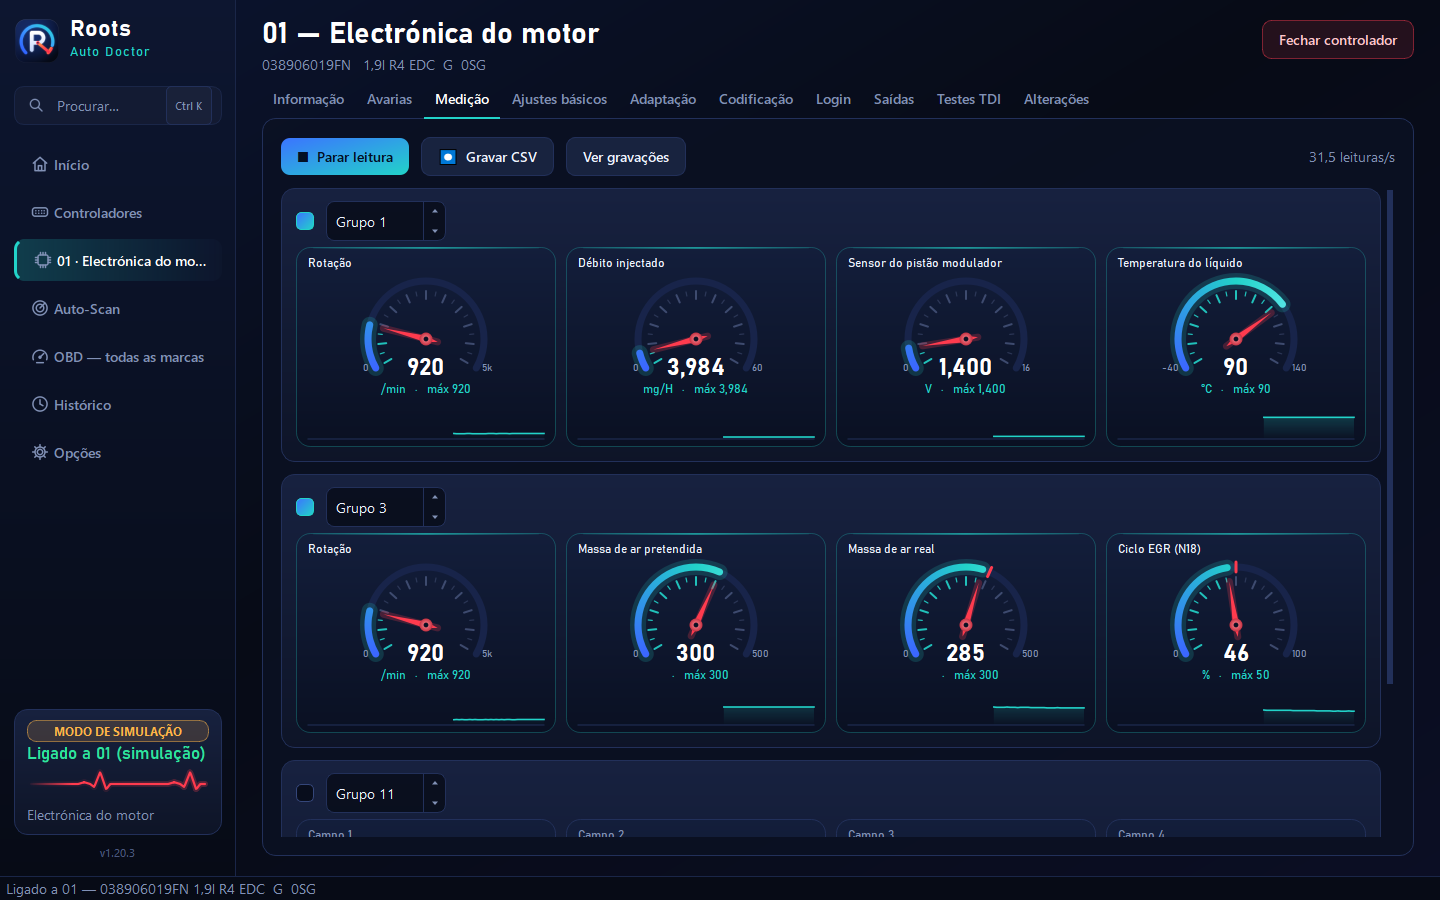 Roots
Auto Doctor
Procurar...
Ctrl K
Início
Controladores
01 · Electrónica do mo...
Auto-Scan
OBD — todas as marcas
Histórico
Opções
MODO DE SIMULAÇÃO
Ligado a 01 (simulação)
Electrónica do motor
v1.20.3
01 — Electrónica do motor
038906019FN 1,9l R4 EDC G 0SG
Fechar controlador
Informação Avarias Medição Ajustes básicos Adaptação Codificação Login Saídas Testes TDI Alterações
Parar leitura Gravar CSV Ver gravações 31,5 leituras/s
Grupo 1
Rotação
0 920 5k
/min · máx 920
Débito injectado
0 3,984 60
mg/H · máx 3,984
Sensor do pistão modulador
0 1,400 16
V · máx 1,400
Temperatura do líquido
-40 90 140
°C · máx 90
Grupo 3
Rotação
0 920 5k
/min · máx 920
Massa de ar pretendida
0 300 500
· máx 300
Massa de ar real
0 285 500
· máx 300
Ciclo EGR (N18)
0 46 100
% · máx 50
Grupo 11
Campo 1 Campo 2 Campo 3 Campo 4
Ligado a 01 — 038906019FN 1,9l R4 EDC G 0SG